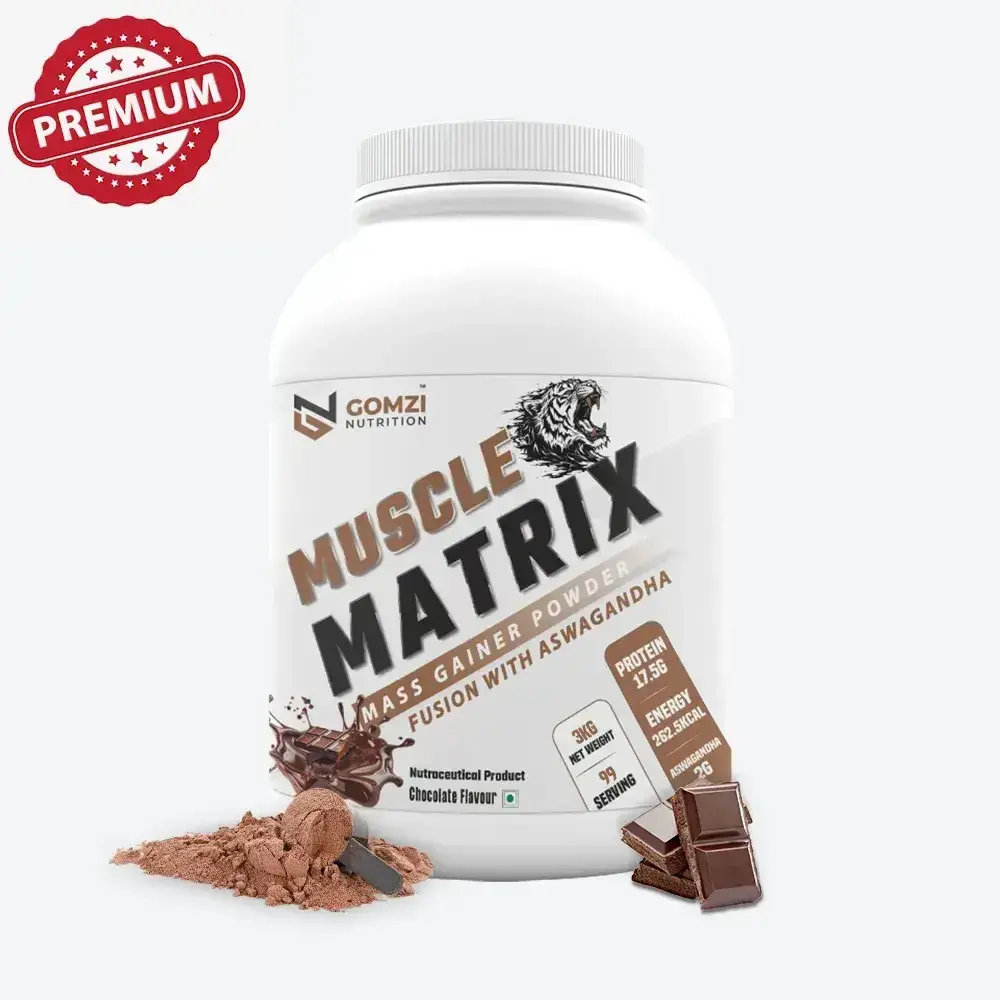 PREMIUM
GOMZI™
NUTRITION
MUSCLE
MATRIX
MASS GAINER POWDER
FUSION WITH ASWAGANDHA
PROTEIN
17.5G
ENERGY
262.5KCAL
ASWAGANDHA
2G
3KG
NET WEIGHT
99
SERVING
Nutraceutical Product
Chocolate Flavour